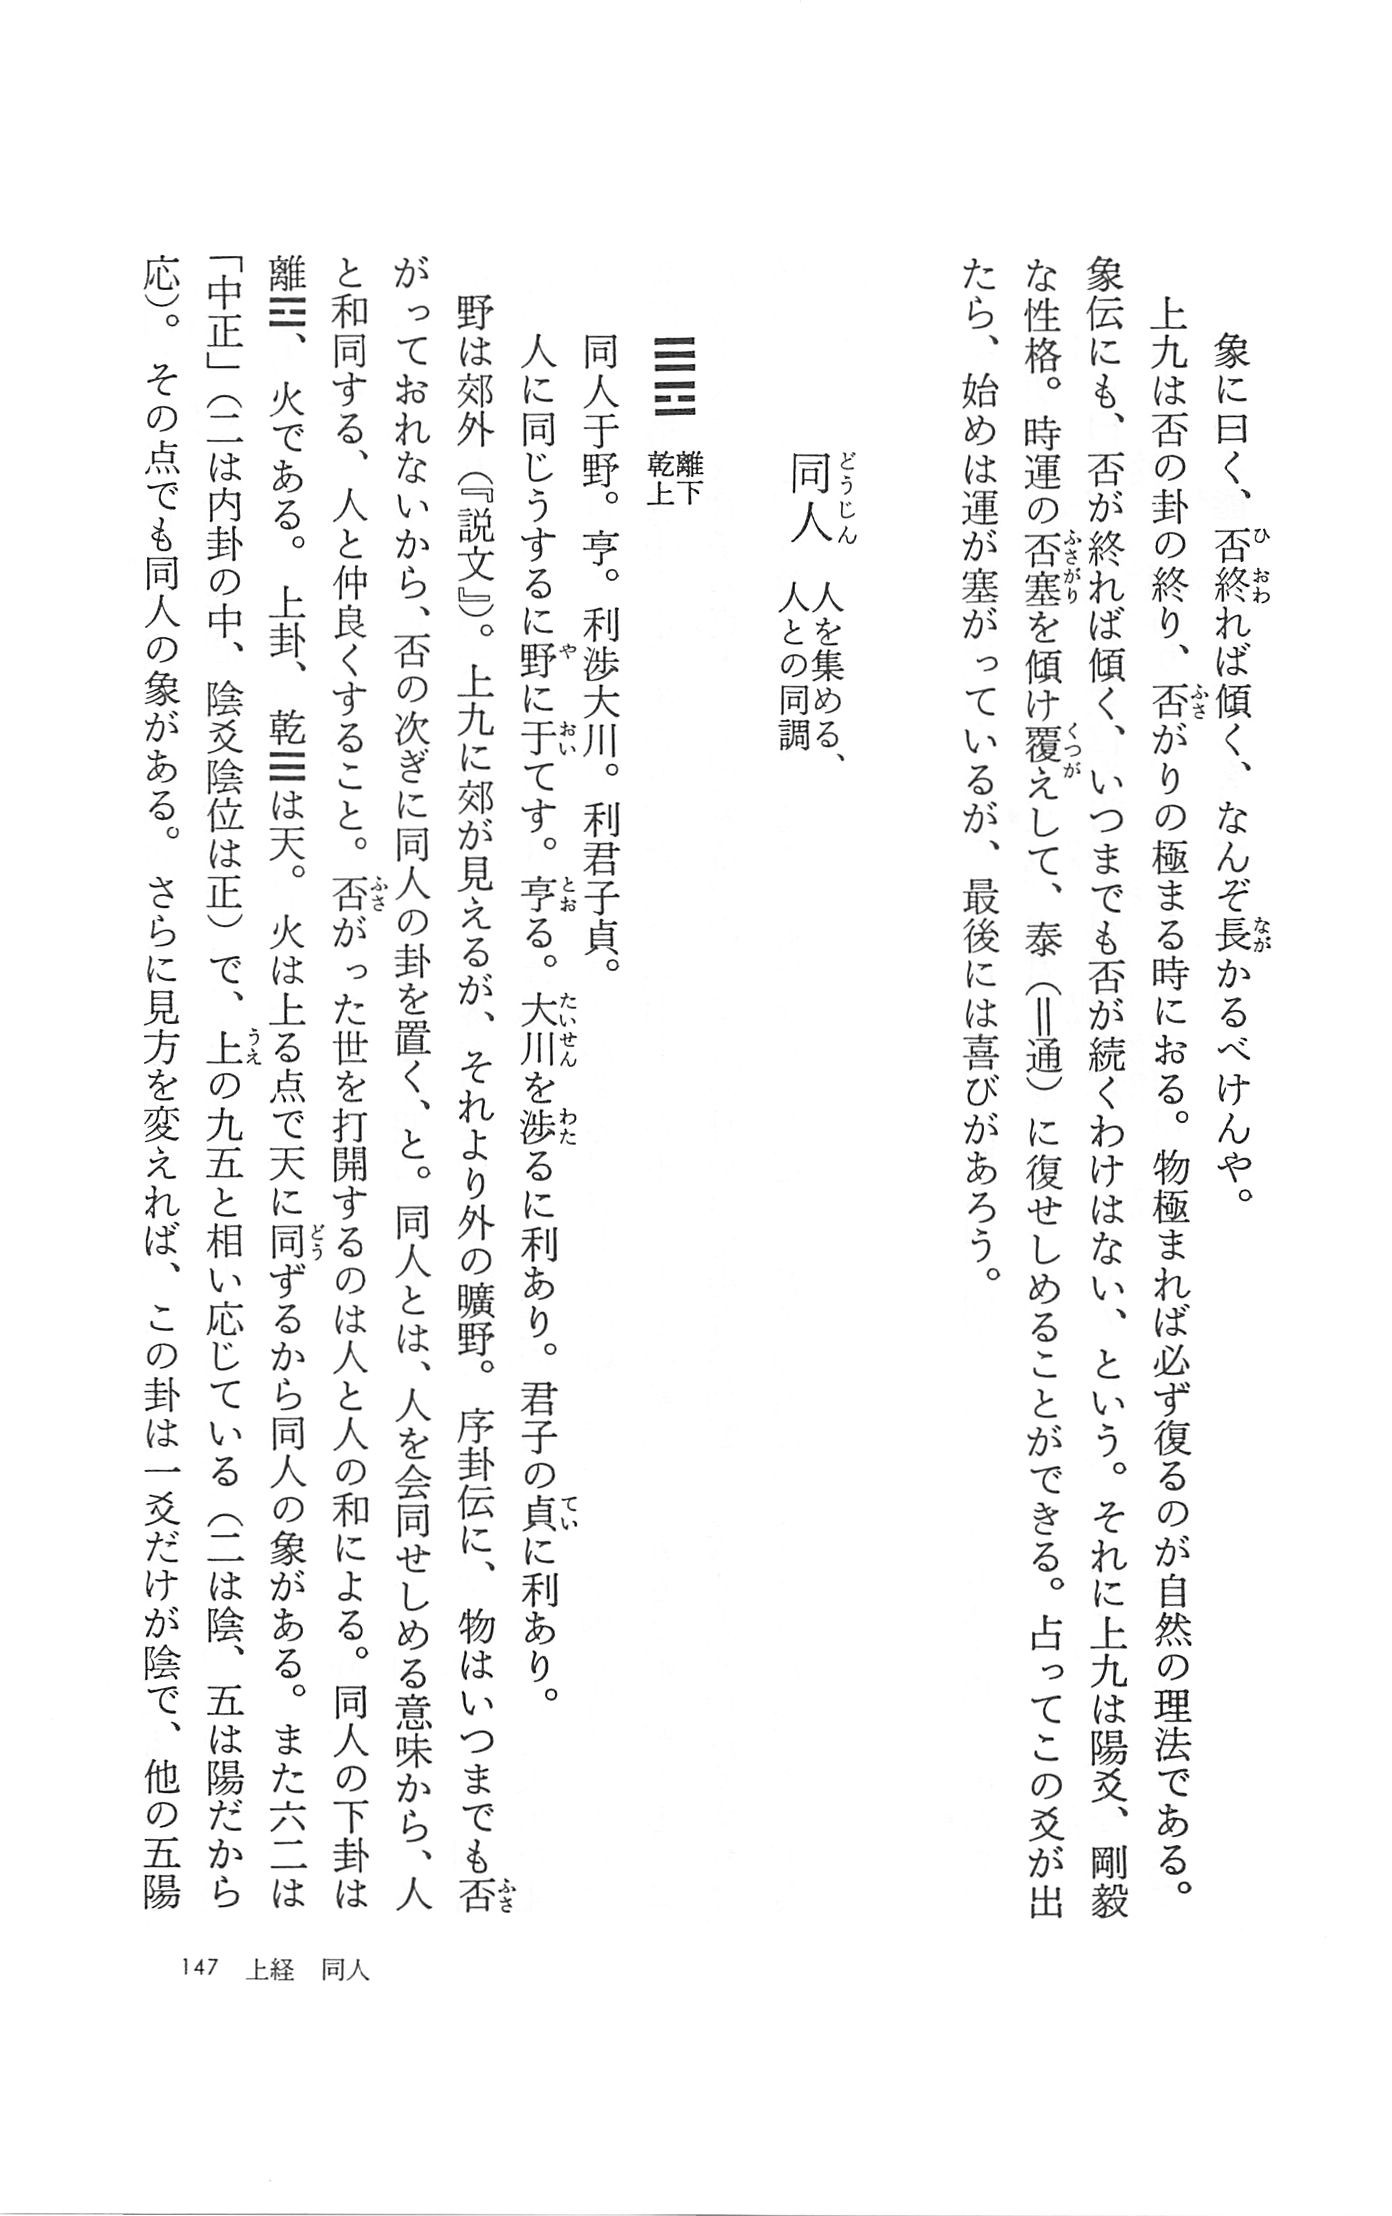 象に曰く、否終れば傾く、なんぞ長かるべけんや。
上九は否の卦の終り、否がりの極まる時におる。物極まれば必ず復るのが自然の理法である。
象伝にも、否が終れば傾く、いつまでも否が続くわけはない、という。それに上九は陽爻、剛毅
な性格。時運の否塞を傾け覆えして、泰（＝通）に復せしめることができる。占ってこの爻が出
たら、始めは運が塞がっているが、最後には喜びがあろう。
同人 人を集める、
人との同調
䷌ 離下
乾上
同人于野。亨。利渉大川。利君子貞。
人に同じうするに野に于てす。亨る。大川を渉るに利あり。君子の貞に利あり。
野は郊外（『説文』）。上九に郊が見えるが、それより外の曠野。序卦伝に、物はいつまでも否
がっておれないから、否の次ぎに同人の卦を置く、と。同人とは、人を会同せしめる意味から、人
と和同する、人と仲良くすること。否がった世を打開するのは人と人の和による。同人の下卦は
離☲、火である。上卦、乾☰は天。火は上る点で天に同ずるから同人の象がある。また六二は
「中正」（二は内卦の中、陰爻陰位は正）で、上の九五と相い応じている（二は陰、五は陽だから
応）。その点でも同人の象がある。さらに見方を変えれば、この卦は一爻だけが陰で、他の五陽
147 上経 同人